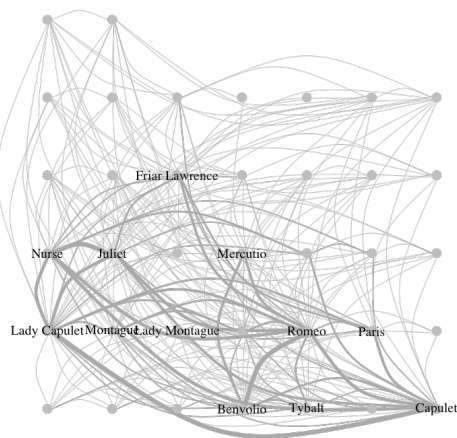 Friar Lawrence
Nurse Juliet Mercutio
Lady Capulet Montague Lady Montague Romeo Paris
Benvolio Tybalt Capulet